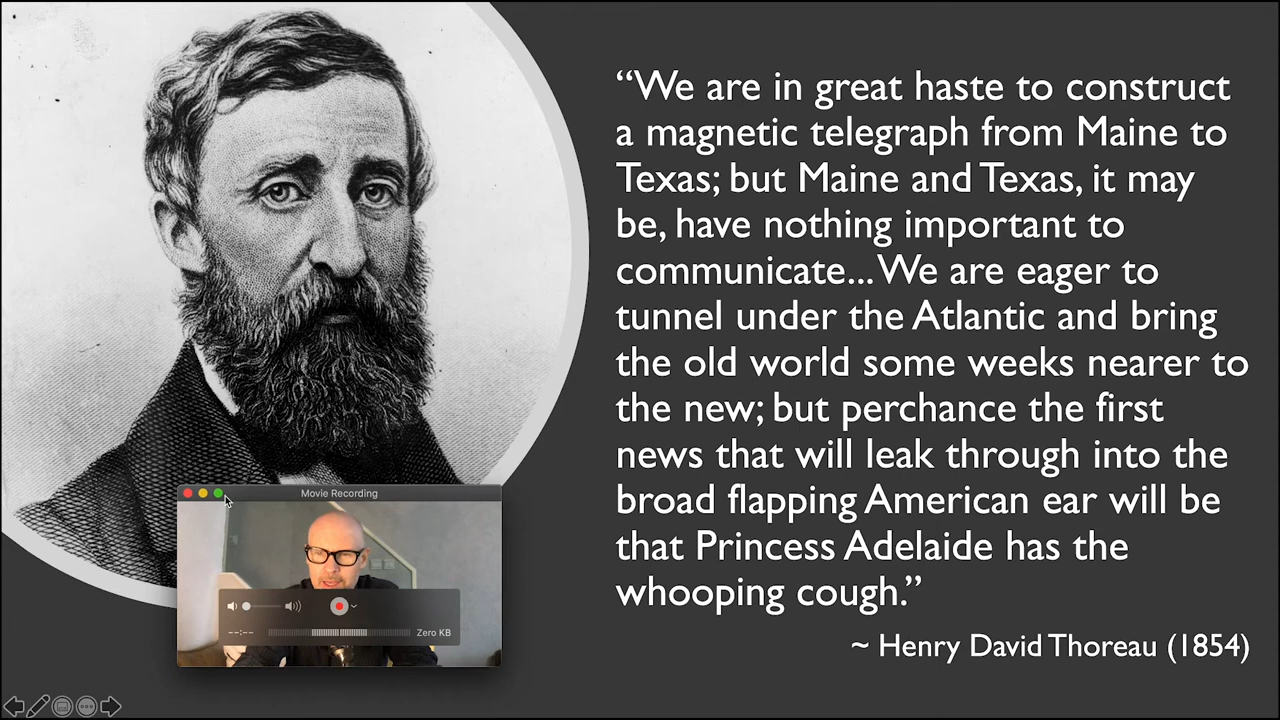 “We are in great haste to construct
a magnetic telegraph from Maine to
Texas; but Maine and Texas, it may
be, have nothing important to
communicate... We are eager to
tunnel under the Atlantic and bring
the old world some weeks nearer to
the new; but perchance the first
news that will leak through into the
broad flapping American ear will be
that Princess Adelaide has the
whooping cough.”
~ Henry David Thoreau (1854)
Movie Recording
--:--
Zero KB